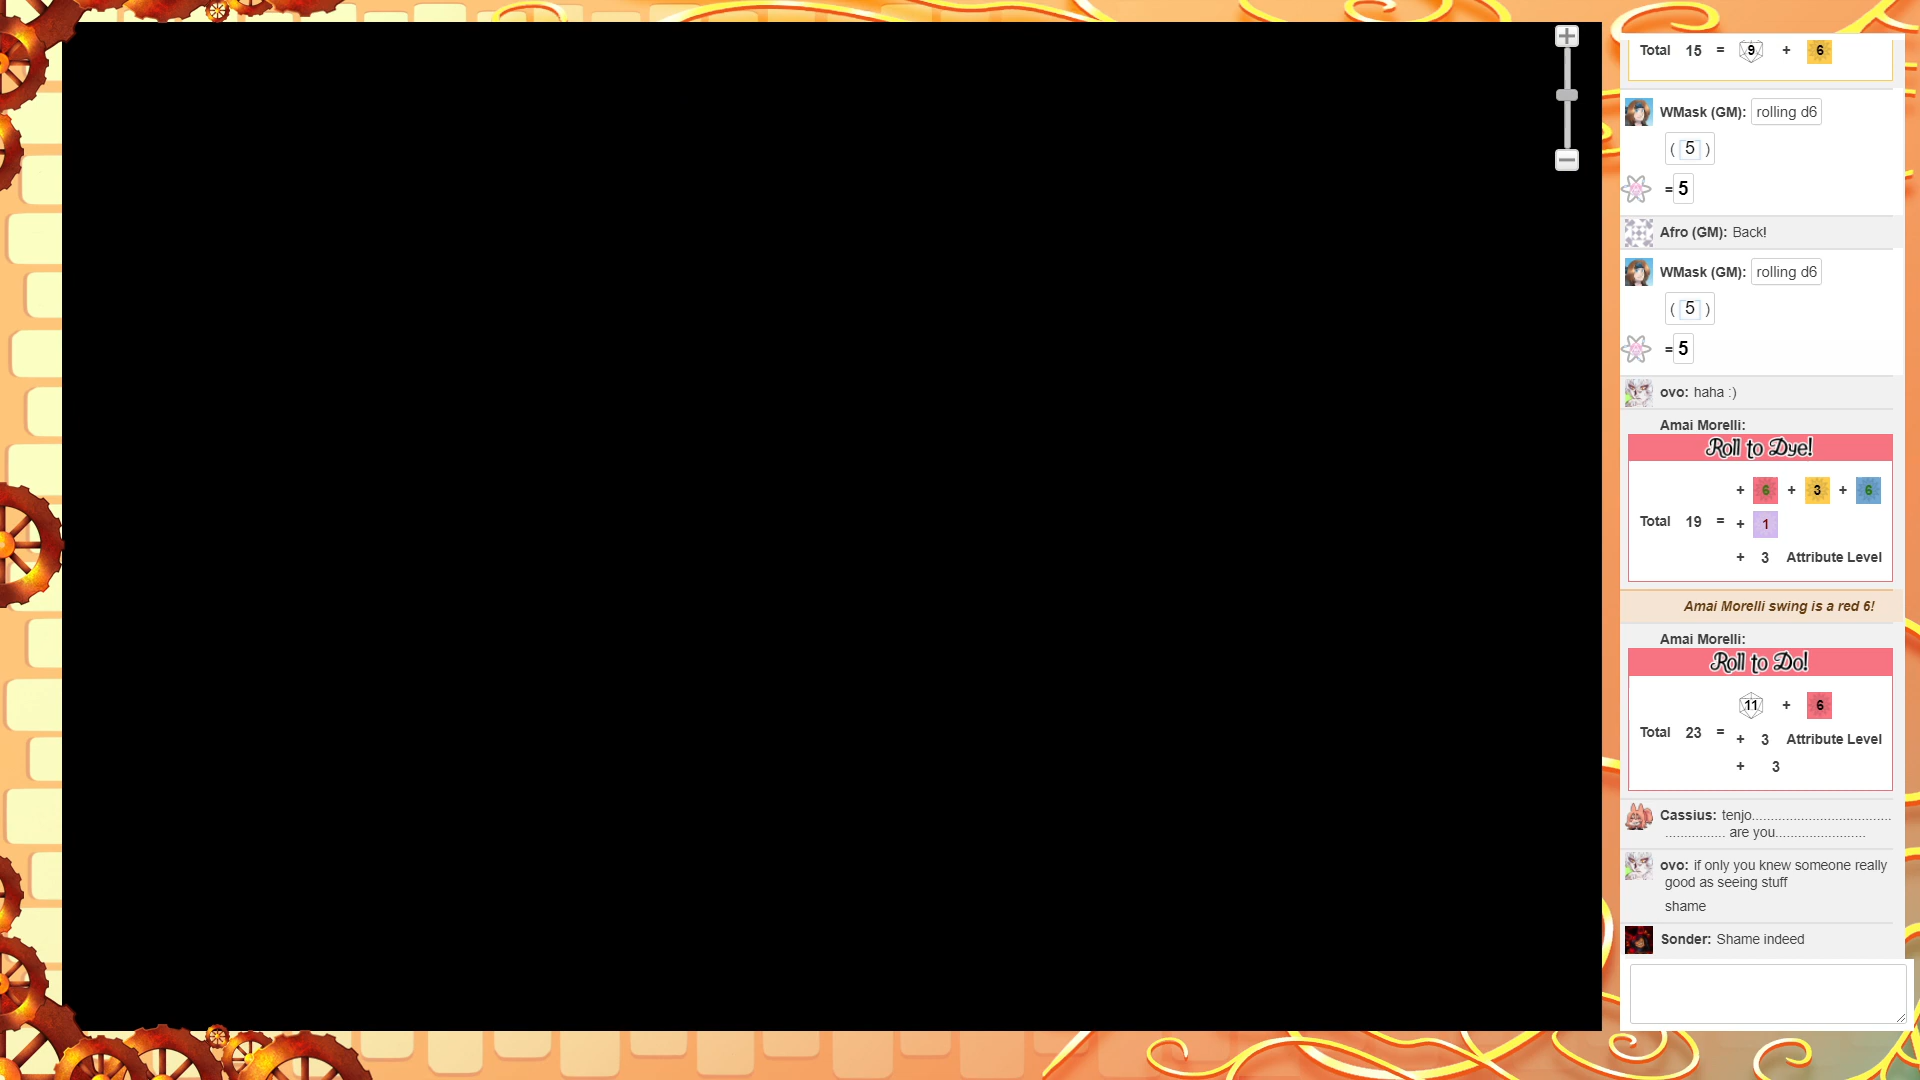 Total 15 = 9 + 6
WMask (GM): rolling d6
( 5 )
=5
Afro (GM): Back!
WMask (GM): rolling d6
( 5 )
=5
ovo: haha :)
Amai Morelli:
Roll to Dye!
+ 6 + 3 + 6
Total 19 = + 1
+ 3 Attribute Level
Amai Morelli swing is a red 6!
Amai Morelli:
Roll to Do!
11 + 6
Total 23 = + 3 Attribute Level
+ 3
Cassius: tenjo.....................................
................ are you........................
ovo: if only you knew someone really
good as seeing stuff
shame
Sonder: Shame indeed